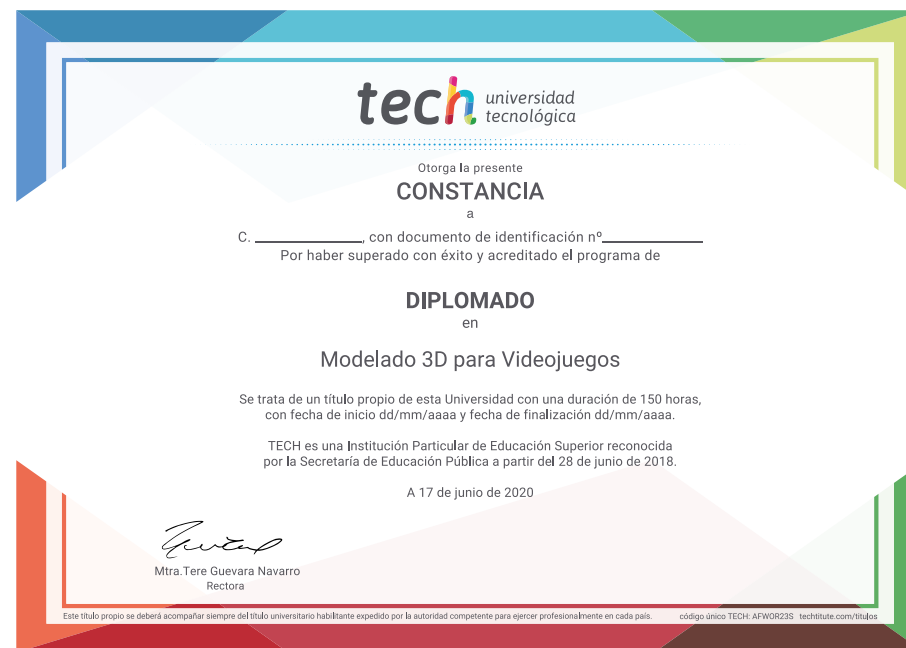 tech universidad
tecnológica
Otorga la presente
CONSTANCIA
a
C. ____________, con documento de identificación nº____________
Por haber superado con éxito y acreditado el programa de
DIPLOMADO
en
Modelado 3D para Videojuegos
Se trata de un título propio de esta Universidad con una duración de 150 horas,
con fecha de inicio dd/mm/aaaa y fecha de finalización dd/mm/aaaa.
TECH es una Institución Particular de Educación Superior reconocida
por la Secretaría de Educación Pública a partir del 28 de junio de 2018.
A 17 de junio de 2020
Mtra.Tere Guevara Navarro
Rectora
Este título propio se deberá acompañar siempre del título universitario habilitante expedido por la autoridad competente para ejercer profesionalmente en cada país. código único TECH: AFWOR23S techtitute.com/titulos